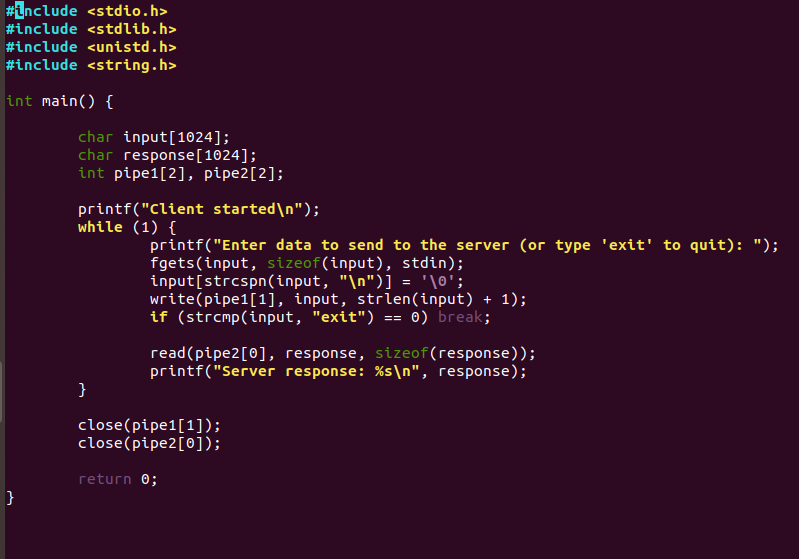 #include <stdio.h>
#include <stdlib.h>
#include <unistd.h>
#include <string.h>

int main() {

        char input[1024];
        char response[1024];
        int pipe1[2], pipe2[2];

        printf("Client started\n");
        while (1) {
                printf("Enter data to send to the server (or type 'exit' to quit): ");
                fgets(input, sizeof(input), stdin);
                input[strcspn(input, "\n")] = '\0';
                write(pipe1[1], input, strlen(input) + 1);
                if (strcmp(input, "exit") == 0) break;

                read(pipe2[0], response, sizeof(response));
                printf("Server response: %s\n", response);
        }

        close(pipe1[1]);
        close(pipe2[0]);

        return 0;
}